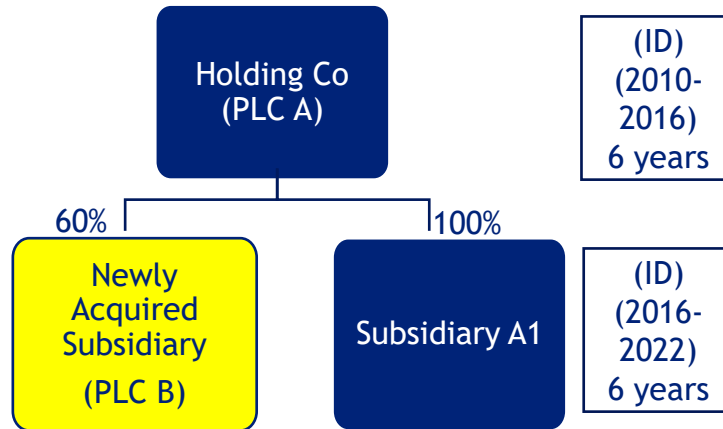 Holding Co
(PLC A)
(ID)
(2010-
2016)
6 years
60%
100%
Newly
Acquired
Subsidiary
(PLC B)
Subsidiary A1
(ID)
(2016-
2022)
6 years